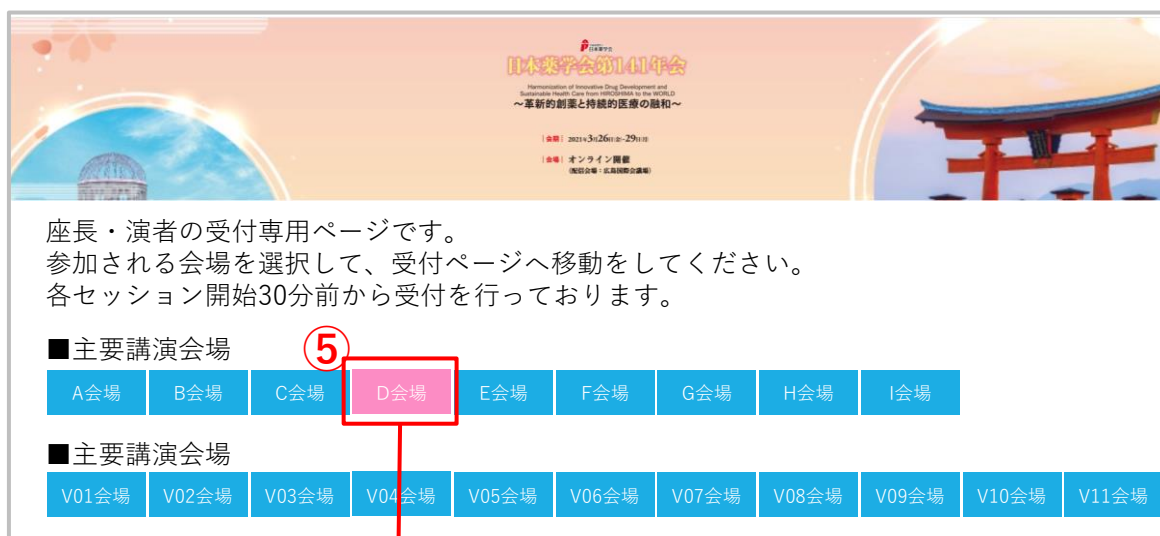 日本薬学会第141年会
Harmonization of Innovative Drug Development and
Sustainable Health Care from HIROSHIMA to the WORLD
～革新的創薬と持続的医療の融和～
|会期| 2021年3月26日(金)-29日(月)
|会場| オンライン開催
(配信会場：広島国際会議場)
座長・演者の受付専用ページです。
参加される会場を選択して、受付ページへ移動をしてください。
各セッション開始30分前から受付を行っております。
■主要講演会場
⑤
A会場 B会場 C会場 D会場 E会場 F会場 G会場 H会場 I会場
■主要講演会場
V01会場 V02会場 V03会場 V04会場 V05会場 V06会場 V07会場 V08会場 V09会場 V10会場 V11会場